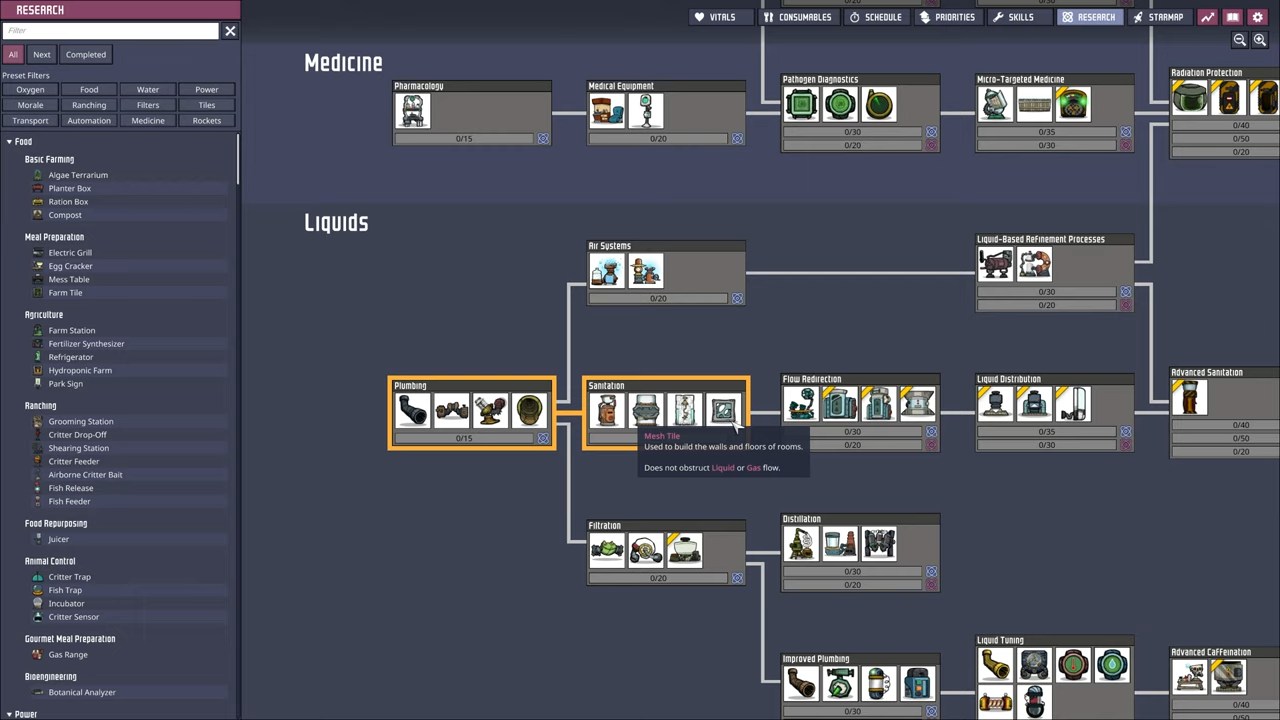 RESEARCH
VITALS
CONSUMABLES
SCHEDULE
PRIORITIES
SKILLS
RESEARCH
STARMAP
Filter
All
Next
Completed
Preset Filters
Oxygen
Food
Water
Power
Morale
Ranching
Filters
Tiles
Transport
Automation
Medicine
Rockets
Food
Basic Farming
Algae Terrarium
Planter Box
Ration Box
Compost
Meal Preparation
Electric Grill
Egg Cracker
Mess Table
Farm Tile
Agriculture
Farm Station
Fertilizer Synthesizer
Refrigerator
Hydroponic Farm
Park Sign
Ranching
Grooming Station
Critter Drop-Off
Shearing Station
Critter Feeder
Airborne Critter Bait
Fish Release
Fish Feeder
Food Repurposing
Juicer
Animal Control
Critter Trap
Fish Trap
Incubator
Critter Sensor
Gourmet Meal Preparation
Gas Range
Bioengineering
Botanical Analyzer
Power
Medicine
Pharmacology
0/15
Medical Equipment
0/20
Pathogen Diagnostics
0/30
0/20
Micro-Targeted Medicine
0/35
0/30
Radiation Protection
0/40
0/50
0/20
Liquids
Air Systems
0/20
Liquid-Based Refinement Processes
0/30
0/20
Plumbing
0/15
Sanitation
Mesh Tile
Used to build the walls and floors of rooms.
Does not obstruct Liquid or Gas flow.
Flow Redirection
0/30
0/20
Liquid Distribution
0/35
0/30
Advanced Sanitation
0/40
0/50
0/20
Filtration
0/20
Distillation
0/30
0/20
Improved Plumbing
0/30
Liquid Tuning
Advanced Caffeination
0/40
0/50